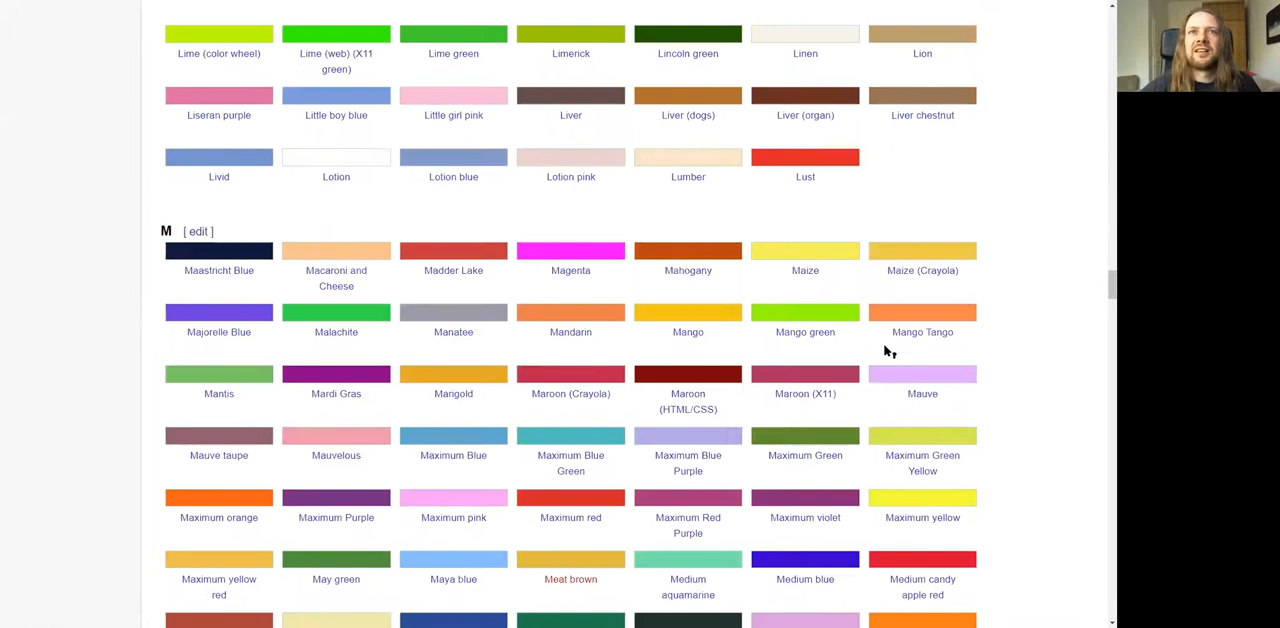 Lime (color wheel) Lime (web) (X11 Lime green Limerick Lincoln green Linen Lion
green)
Liseran purple Little boy blue Little girl pink Liver Liver (dogs) Liver (organ) Liver chestnut
Livid Lotion Lotion blue Lotion pink Lumber Lust
M [ edit ]
Maastricht Blue Macaroni and Madder Lake Magenta Mahogany Maize Maize (Crayola)
Cheese
Majorelle Blue Malachite Manatee Mandarin Mango Mango green Mango Tango
Mantis Mardi Gras Marigold Maroon (Crayola) Maroon Maroon (X11) Mauve
(HTML/CSS)
Mauve taupe Mauvelous Maximum Blue Maximum Blue Maximum Blue Maximum Green Maximum Green
Green Purple Yellow
Maximum orange Maximum Purple Maximum pink Maximum red Maximum Red Maximum violet Maximum yellow
Purple
Maximum yellow May green Maya blue Meat brown Medium Medium blue Medium candy
red aquamarine apple red